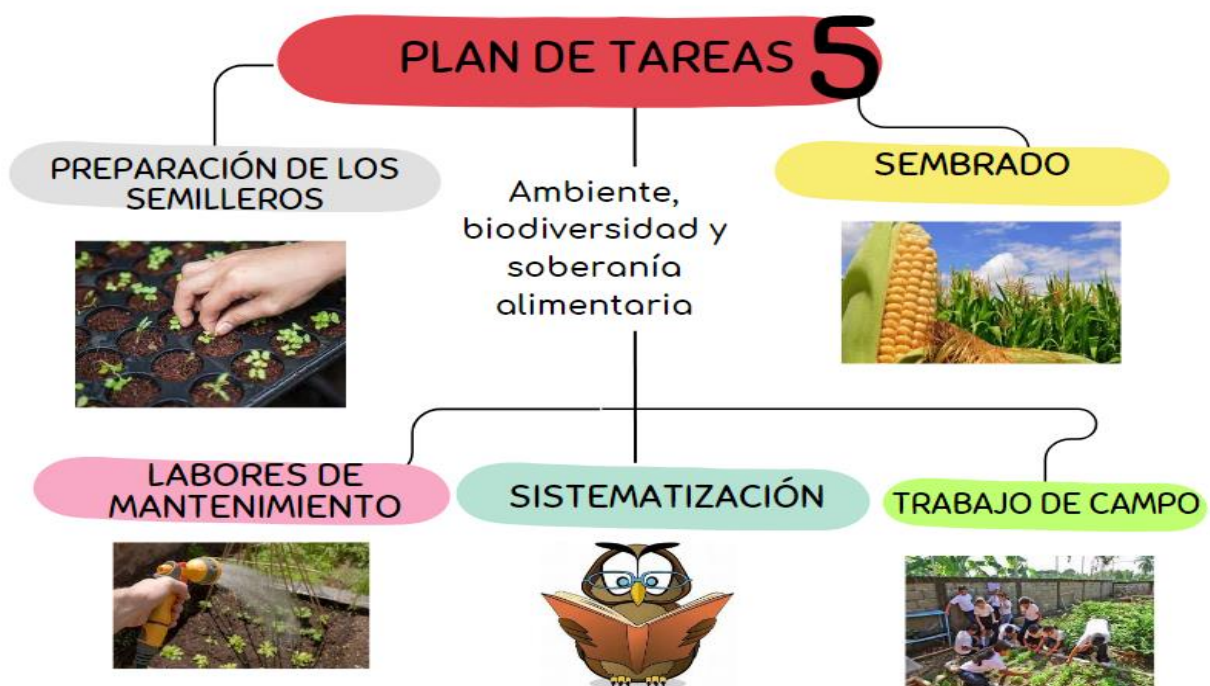 PLAN DE TAREAS 5
PREPARACIÓN DE LOS
SEMILLEROS
Ambiente,
biodiversidad y
soberanía
alimentaria
SEMBRADO
LABORES DE
MANTENIMIENTO
SISTEMATIZACIÓN
TRABAJO DE CAMPO